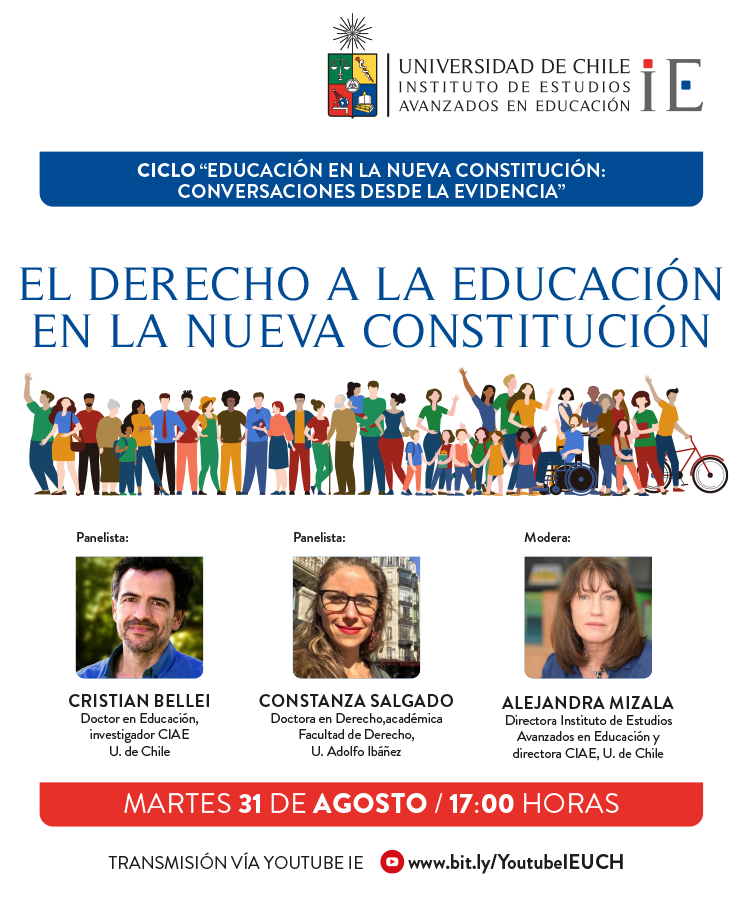 UNIVERSIDAD DE CHILE
INSTITUTO DE ESTUDIOS
AVANZADOS EN EDUCACIÓN
iE
CICLO “EDUCACIÓN EN LA NUEVA CONSTITUCIÓN:
CONVERSACIONES DESDE LA EVIDENCIA”
EL DERECHO A LA EDUCACIÓN
EN LA NUEVA CONSTITUCIÓN
Panelista:
CRISTIAN BELLEI
Doctor en Educación,
investigador CIAE
U. de Chile
Panelista:
CONSTANZA SALGADO
Doctora en Derecho,académica
Facultad de Derecho,
U. Adolfo Ibáñez
Modera:
ALEJANDRA MIZALA
Directora Instituto de Estudios
Avanzados en Educación y
directora CIAE, U. de Chile
MARTES 31 DE AGOSTO / 17:00 HORAS
TRANSMISIÓN VÍA YOUTUBE IE www.bit.ly/YoutubeIEUCH